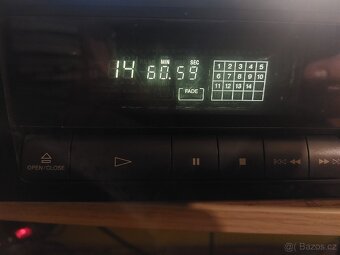 MIN SEC
14 60.59
FADE
1 2 3 4 5
6 7 8 9 10
11 12 13 14
OPEN/CLOSE
Bazos.cz